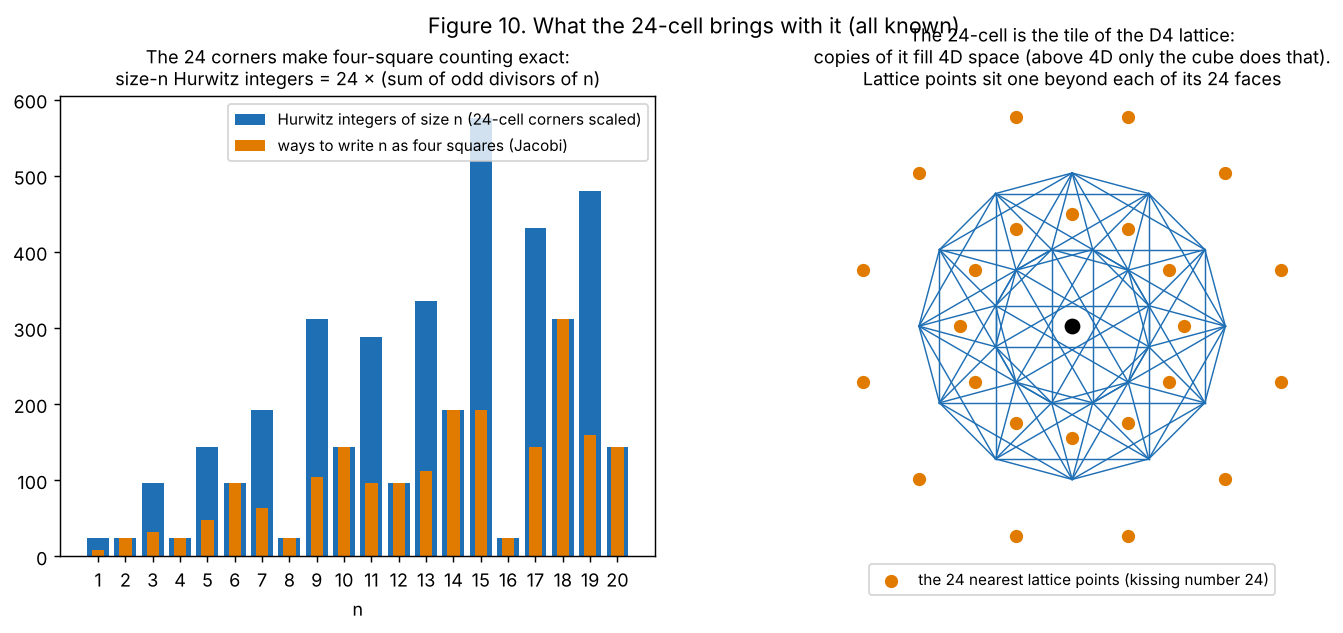 Figure 10. What the 24-cell brings with it (all known)
The 24 corners make four-square counting exact:
size-n Hurwitz integers = 24 × (sum of odd divisors of n)
600
500
400
300
200
100
0
Hurwitz integers of size n (24-cell corners scaled)
ways to write n as four squares (Jacobi)
1 2 3 4 5 6 7 8 9 10 11 12 13 14 15 16 17 18 19 20
n
The 24-cell is the tile of the D4 lattice:
copies of it fill 4D space (above 4D only the cube does that).
Lattice points sit one beyond each of its 24 faces
the 24 nearest lattice points (kissing number 24)